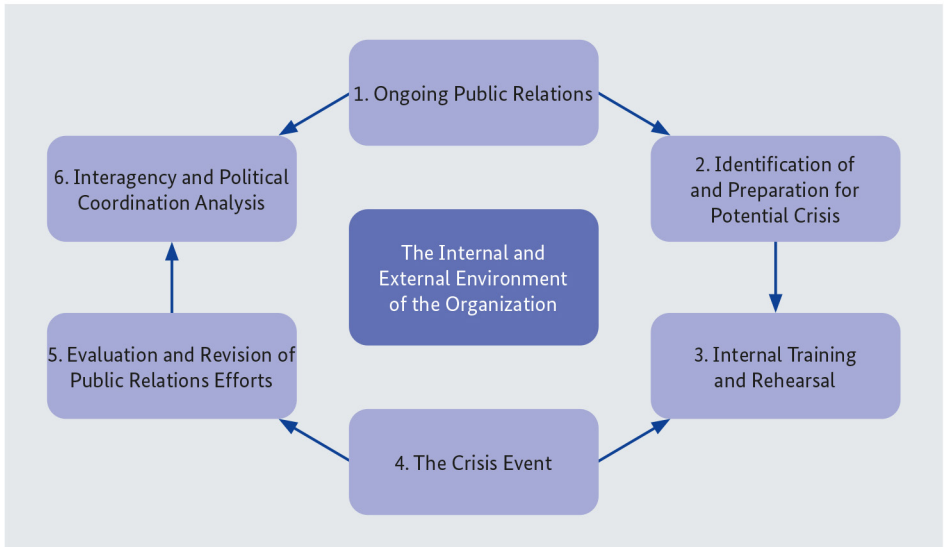 1. Ongoing Public Relations
2. Identification of
and Preparation for
Potential Crisis
3. Internal Training
and Rehearsal
4. The Crisis Event
5. Evaluation and Revision of
Public Relations Efforts
6. Interagency and Political
Coordination Analysis
The Internal and
External Environment
of the Organization